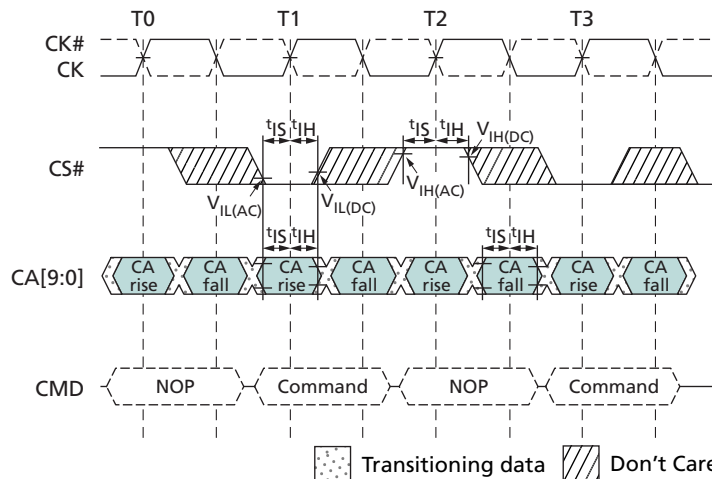 T0 T1 T2 T3
CK#
CK
tIS tIH tIS tIH VIH(DC)
CS#
VIL(AC) VIL(DC) VIH(AC)
tIS tIH tIS tIH
CA[9:0] CA rise CA fall CA rise CA fall CA rise CA fall CA rise CA fall
CMD NOP Command NOP Command
Transitioning data Don't Care